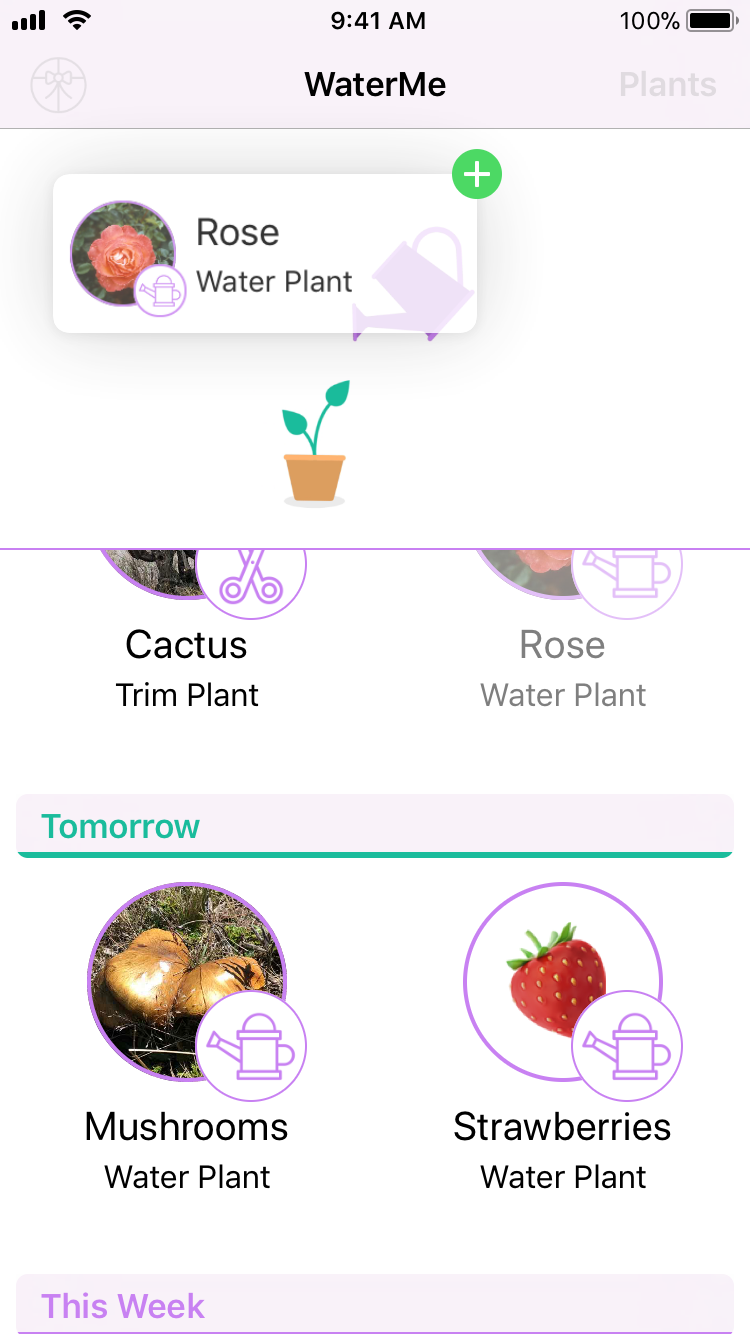 9:41 AM
100%
WaterMe
Plants
Rose
Water Plant
Cactus
Trim Plant
Rose
Water Plant
Tomorrow
Mushrooms
Water Plant
Strawberries
Water Plant
This Week